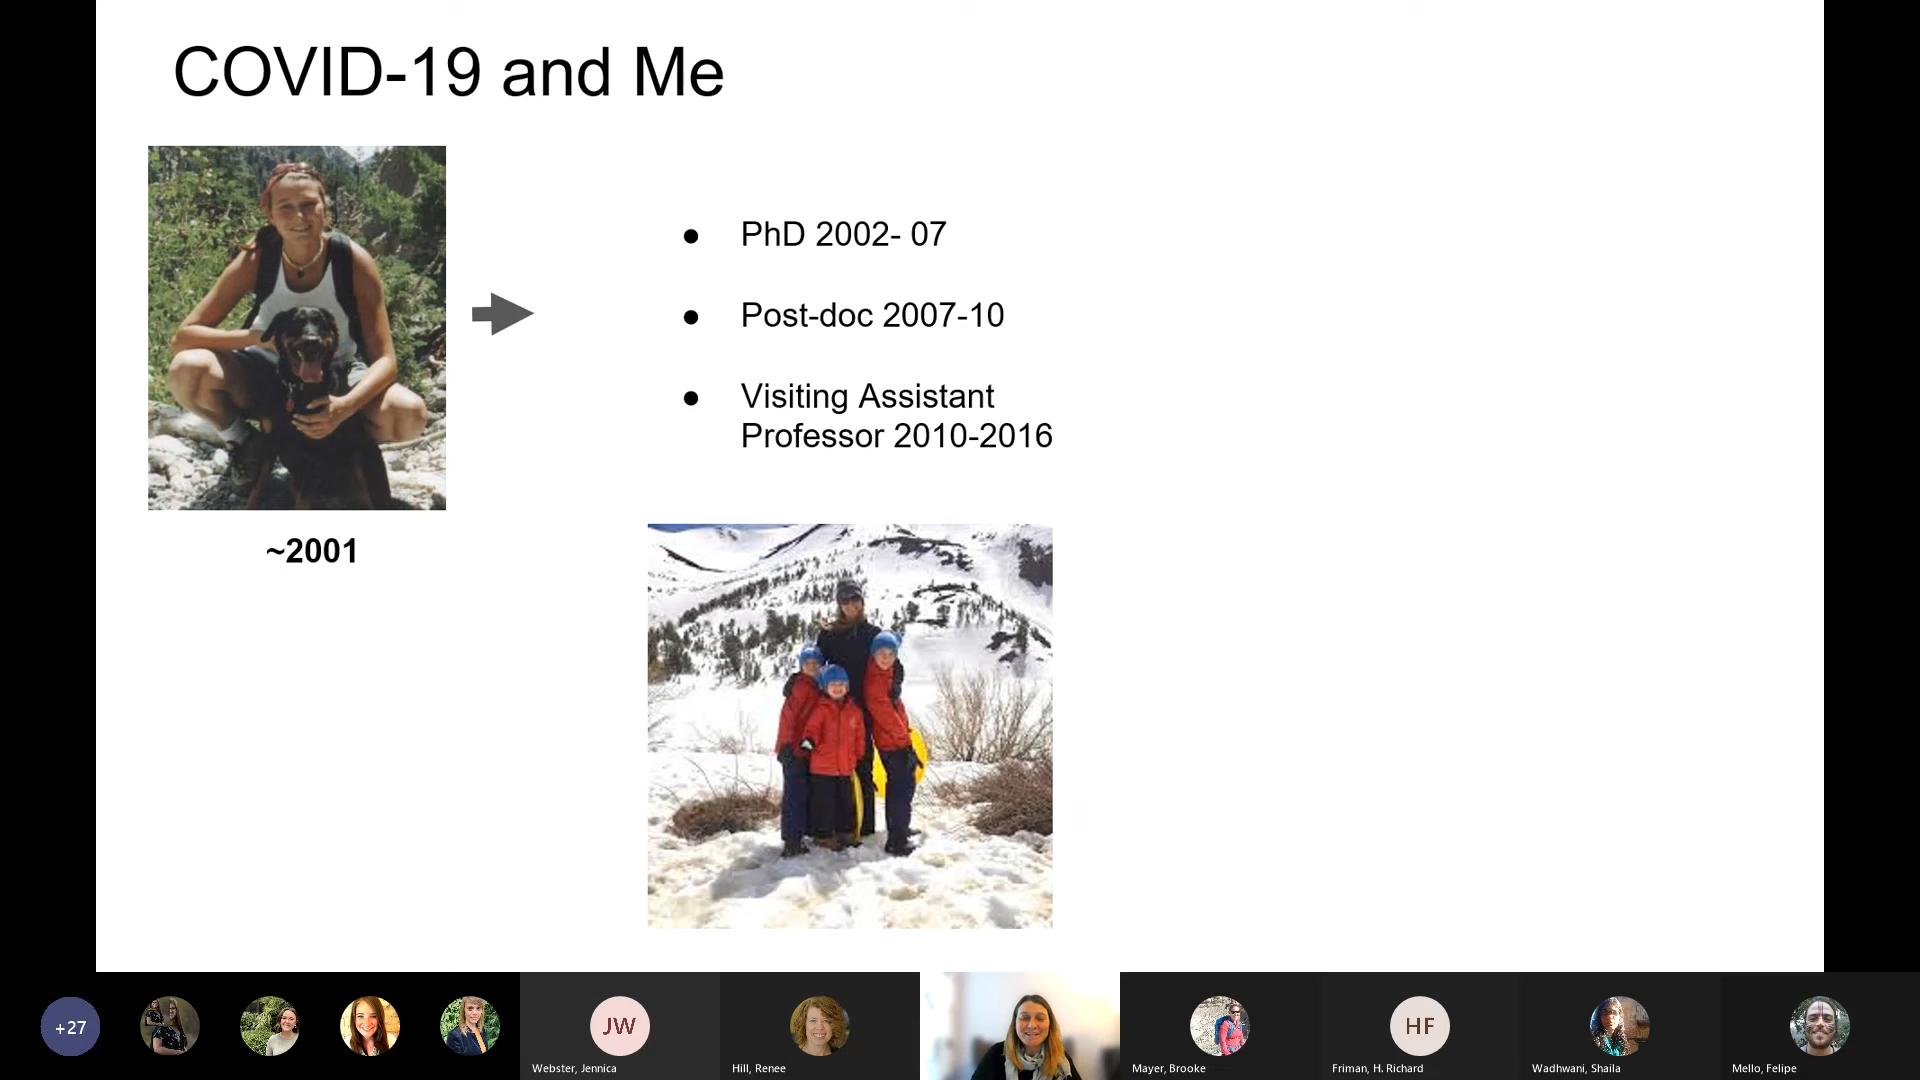 COVID-19 and Me
PhD 2002- 07
Post-doc 2007-10
Visiting Assistant
Professor 2010-2016
~2001
+27
JW
Webster, Jennica
Hill, Renee
Mayer, Brooke
HF
Friman, H. Richard
Wadhwani, Shaila
Mello, Felipe